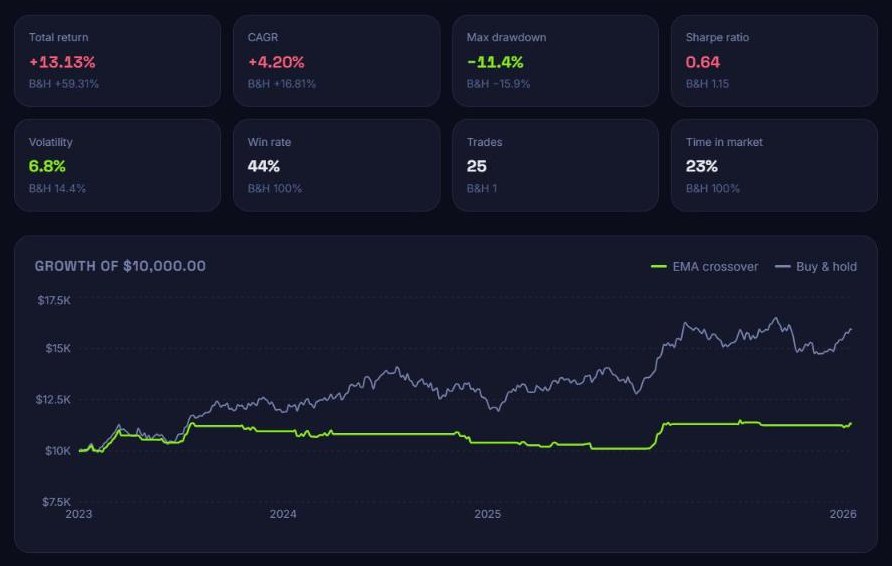 Total return
+13.13%
B&H +59.31%
CAGR
+4.20%
B&H +16.81%
Max drawdown
−11.4%
B&H −15.9%
Sharpe ratio
0.64
B&H 1.15
Volatility
6.8%
B&H 14.4%
Win rate
44%
B&H 100%
Trades
25
B&H 1
Time in market
23%
B&H 100%
GROWTH OF $10,000.00
EMA crossover
Buy & hold
$17.5K
$15K
$12.5K
$10K
$7.5K
2023
2024
2025
2026